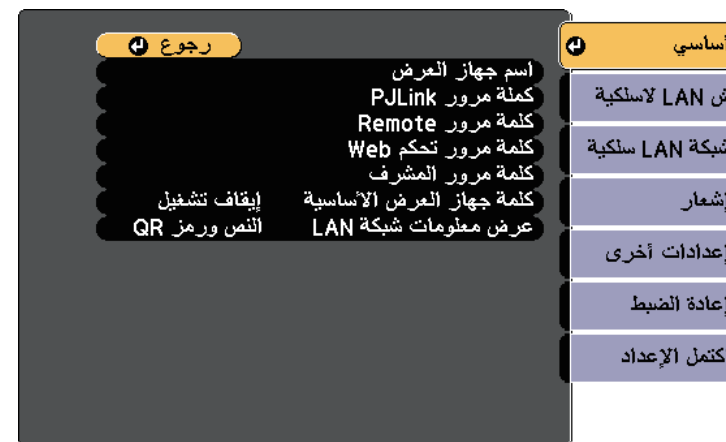 رجوع
اسم جهاز العرض
كملة مرور PJLink
كلمة مرور Remote
كلمة مرور تحكم Web
كلمة مرور المشرف
كلمة جهاز العرض الأساسية إيقاف تشغيل
عرض معلومات شبكة LAN النص ورمز QR
أساسي
LAN لاسلكية
شبكة LAN سلكية
إشعار
إعدادات أخرى
إعادة الضبط
اكتمل الإعداد